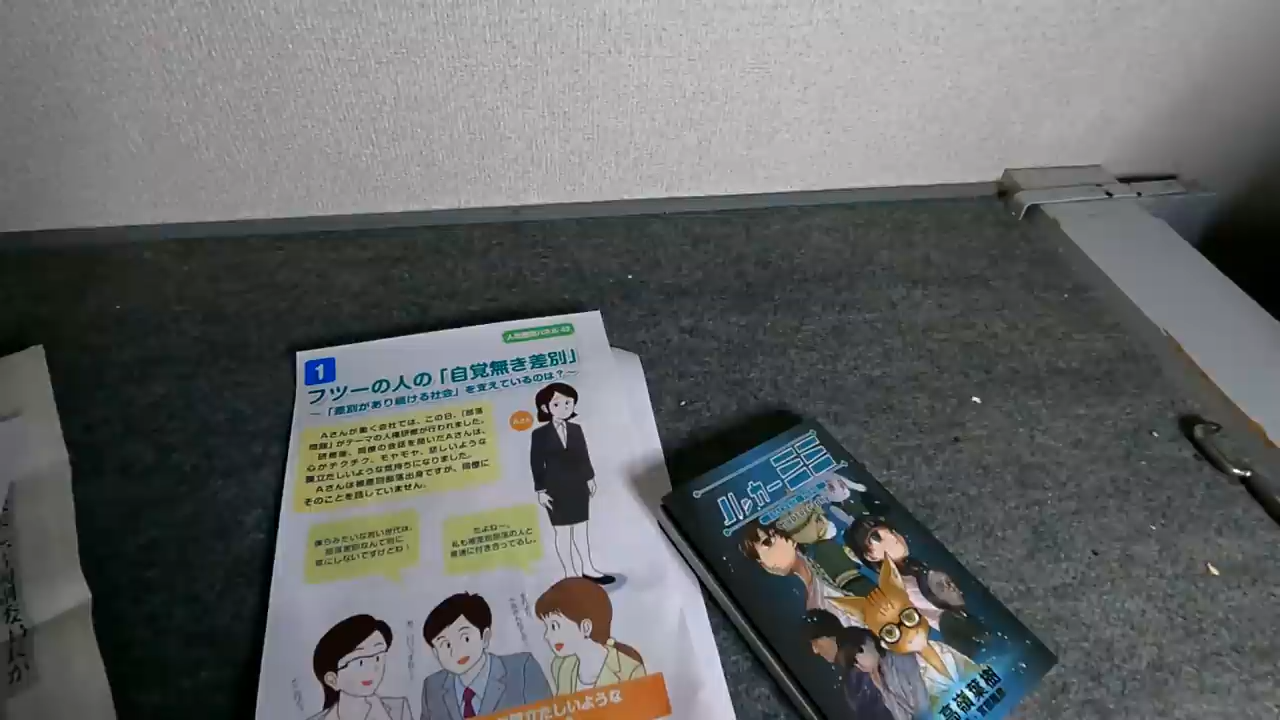 人権啓発パネル 43
1
フツーの人の「自覚無き差別」
～「差別があり続ける社会」を支えているのは？～
Aさんが働く会社では、この日、「部落
問題」がテーマの人権研修が行われました。
研修後、同僚の会話を聞いたAさんは、
心がチクチク、モヤモヤ、悲しいような
腹立たしいような気持ちになりました。
Aさんは被差別部落出身ですが、同僚に
そのことを話していません。
Aさん
僕らみたいな若い世代は、
部落差別なんて別に
気にしないですけどね！
だよね～。
私も被差別部落の人と
普通に付き合ってるし。
腹立たしいような
ハッカー三三
高嶺葉樹